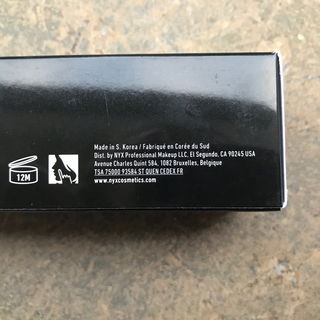 Made in S. Korea / Fabriqué en Corée du Sud
Dist. by NYX Professional Makeup LLC, El Segundo, CA 90245 USA
Avenue Charles Quint 584, 1082 Bruxelles, Belgique
TSA 75000 93584 ST OUEN CEDEX FR
www.nyxcosmetics.com
12M